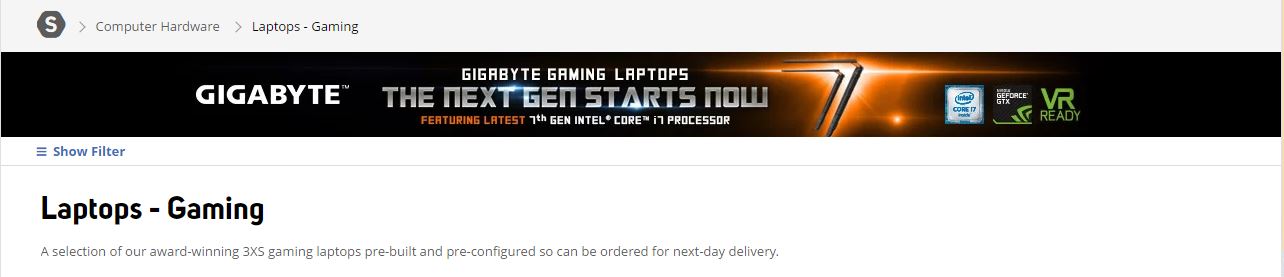 S Computer Hardware Laptops - Gaming
GIGABYTE™
GIGABYTE GAMING LAPTOPS
THE NEXT GEN STARTS NOW
FEATURING LATEST 7th GEN INTEL® CORE™ i7 PROCESSOR
7
intel
CORE i7
inside
NVIDIA
GEFORCE®
GTX
VR
READY
Show Filter
Laptops - Gaming
A selection of our award-winning 3XS gaming laptops pre-built and pre-configured so can be ordered for next-day delivery.